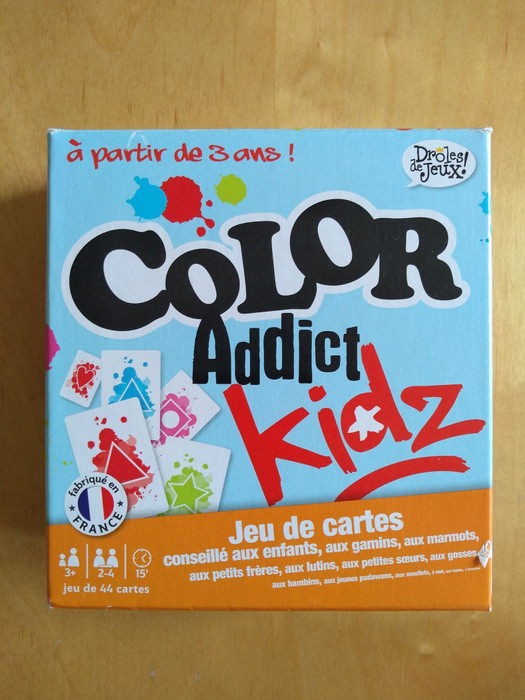 à partir de 3 ans !
Drôles
de Jeux!
COLOR
Addict
Kidz
fabriqué en
FRANCE
Jeu de cartes
conseillé aux enfants, aux gamins, aux marmots,
aux petits frères, aux lutins, aux petites sœurs, aux gosses
aux bambins, aux jeunes padawans, aux mouflets,
3+ 2-4 15'
jeu de 44 cartes